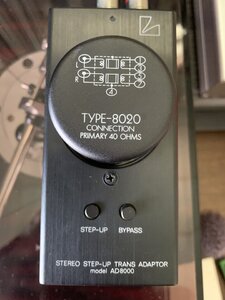 L
R
TYPE-8020
CONNECTION
PRIMARY 40 OHMS
STEP-UP BYPASS
STEREO STEP-UP TRANS ADAPTOR
model AD8000